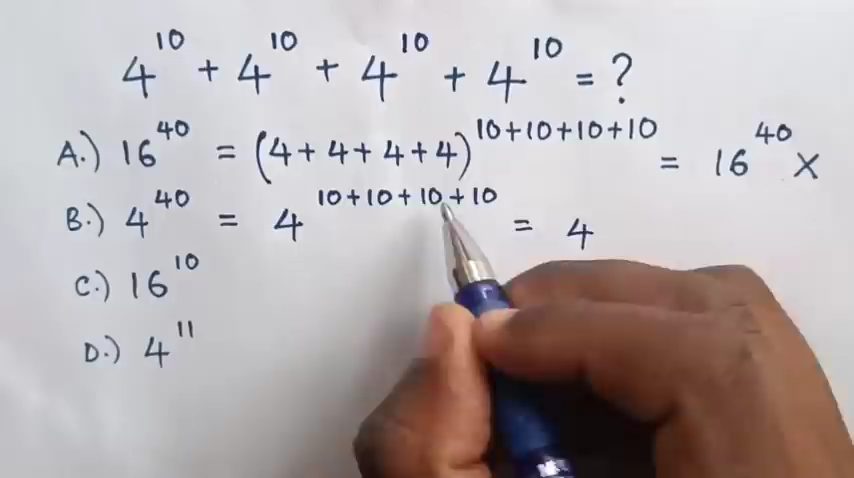 4^10 + 4^10 + 4^10 + 4^10 = ?
A.) 16^40 = (4+4+4+4)^10+10+10+10 = 16^40 ×
B.) 4^40 = 4^10+10+10+10 = 4
C.) 16^10
D.) 4^11